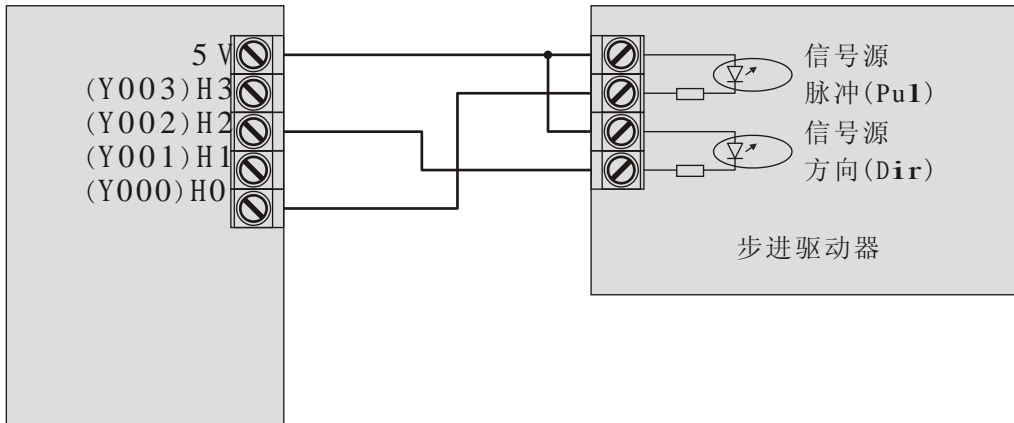 5V
(Y003)H3
(Y002)H2
(Y001)H1
(Y000)H0
信号源
脉冲(Pul)
信号源
方向(Dir)
步进驱动器